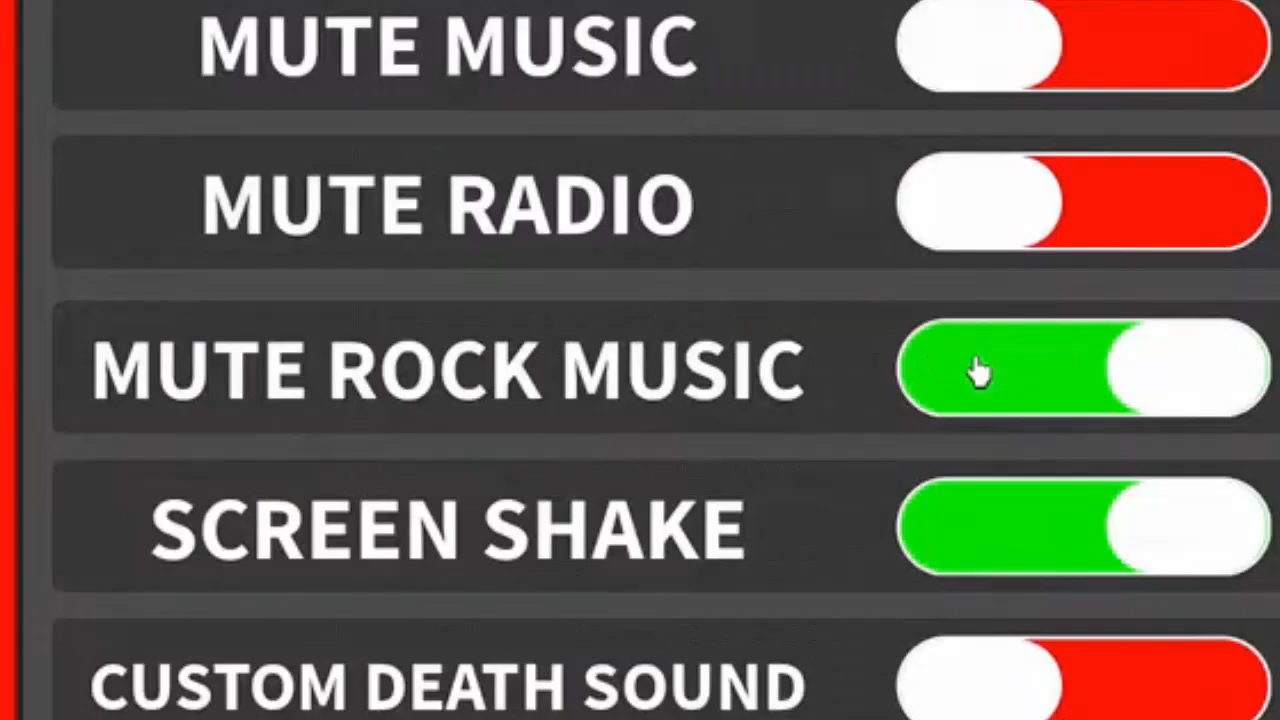 MUTE MUSIC
MUTE RADIO
MUTE ROCK MUSIC
SCREEN SHAKE
CUSTOM DEATH SOUND